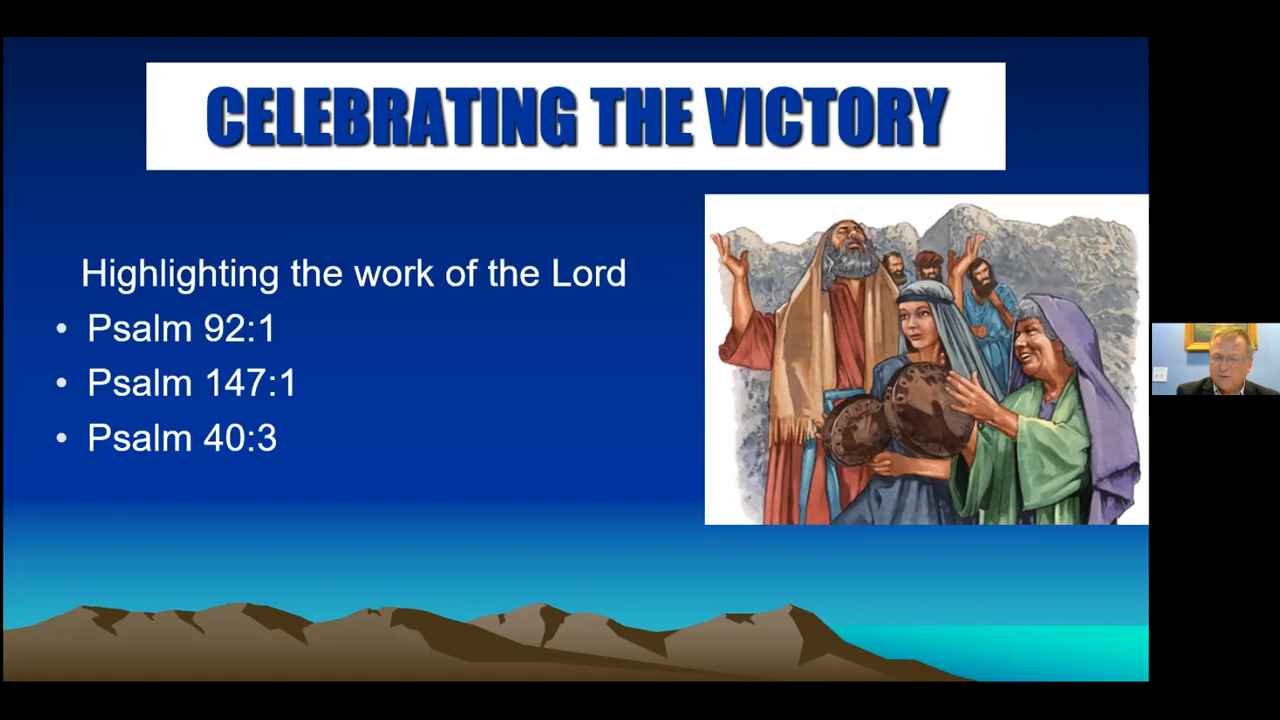 CELEBRATING THE VICTORY
Highlighting the work of the Lord
• Psalm 92:1
• Psalm 147:1
• Psalm 40:3